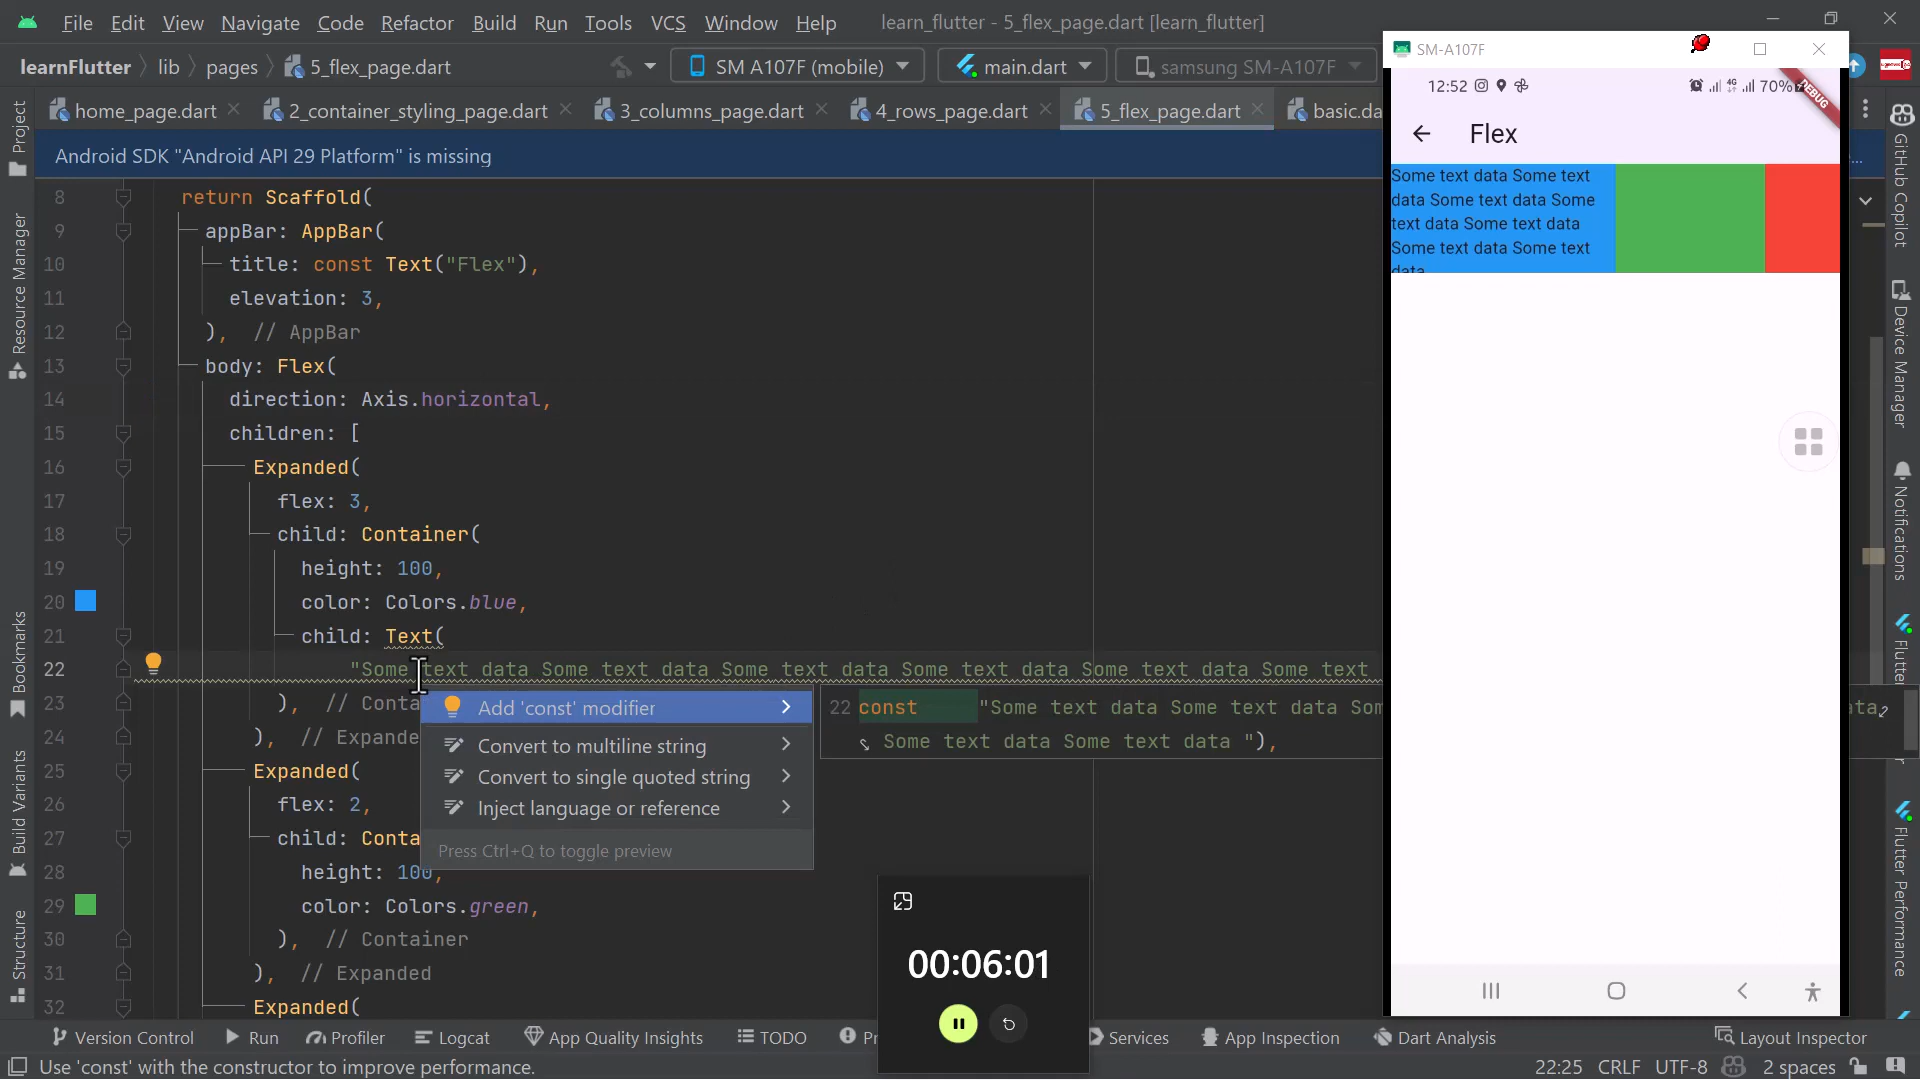 File Edit View Navigate Code Refactor Build Run Tools VCS Window Help learn_flutter - 5_flex_page.dart [learn_flutter]
learnFlutter lib pages 5_flex_page.dart SM A107F (mobile) main.dart samsung SM-A107F
home_page.dart 2_container_styling_page.dart 3_columns_page.dart 4_rows_page.dart 5_flex_page.dart basic.da
Android SDK "Android API 29 Platform" is missing
8 return Scaffold(
9 appBar: AppBar(
10 title: const Text("Flex"),
11 elevation: 3,
12 ), // AppBar
13 body: Flex(
14 direction: Axis.horizontal,
15 children: [
16 Expanded(
17 flex: 3,
18 child: Container(
19 height: 100,
20 color: Colors.blue,
21 child: Text(
22 "Some text data Some text data Some text data Some text data Some text data Some text
23 ), // Conta
24 ), // Expande
25 Expanded(
26 flex: 2,
27 child: Conta
28 height: 100,
29 color: Colors.green,
30 ), // Container
31 ), // Expanded
32 Expanded(
Add 'const' modifier
Convert to multiline string
Convert to single quoted string
Inject language or reference
Press Ctrl+Q to toggle preview
22 const "Some text data Some text data Som
ata
Some text data Some text data "),
00:06:01
SM-A107F
12:52 4G 70%
DEBUG
Flex
Some text data Some text
data Some text data Some
text data Some text data
Some text data Some text
data
Project
Resource Manager
Bookmarks
Build Variants
Structure
GitHub Copilot
Device Manager
Notifications
Flutter
Flutter Performance
Version Control Run Profiler Logcat App Quality Insights TODO Pr Services App Inspection Dart Analysis Layout Inspector
Use 'const' with the constructor to improve performance. 22:25 CRLF UTF-8 2 spaces